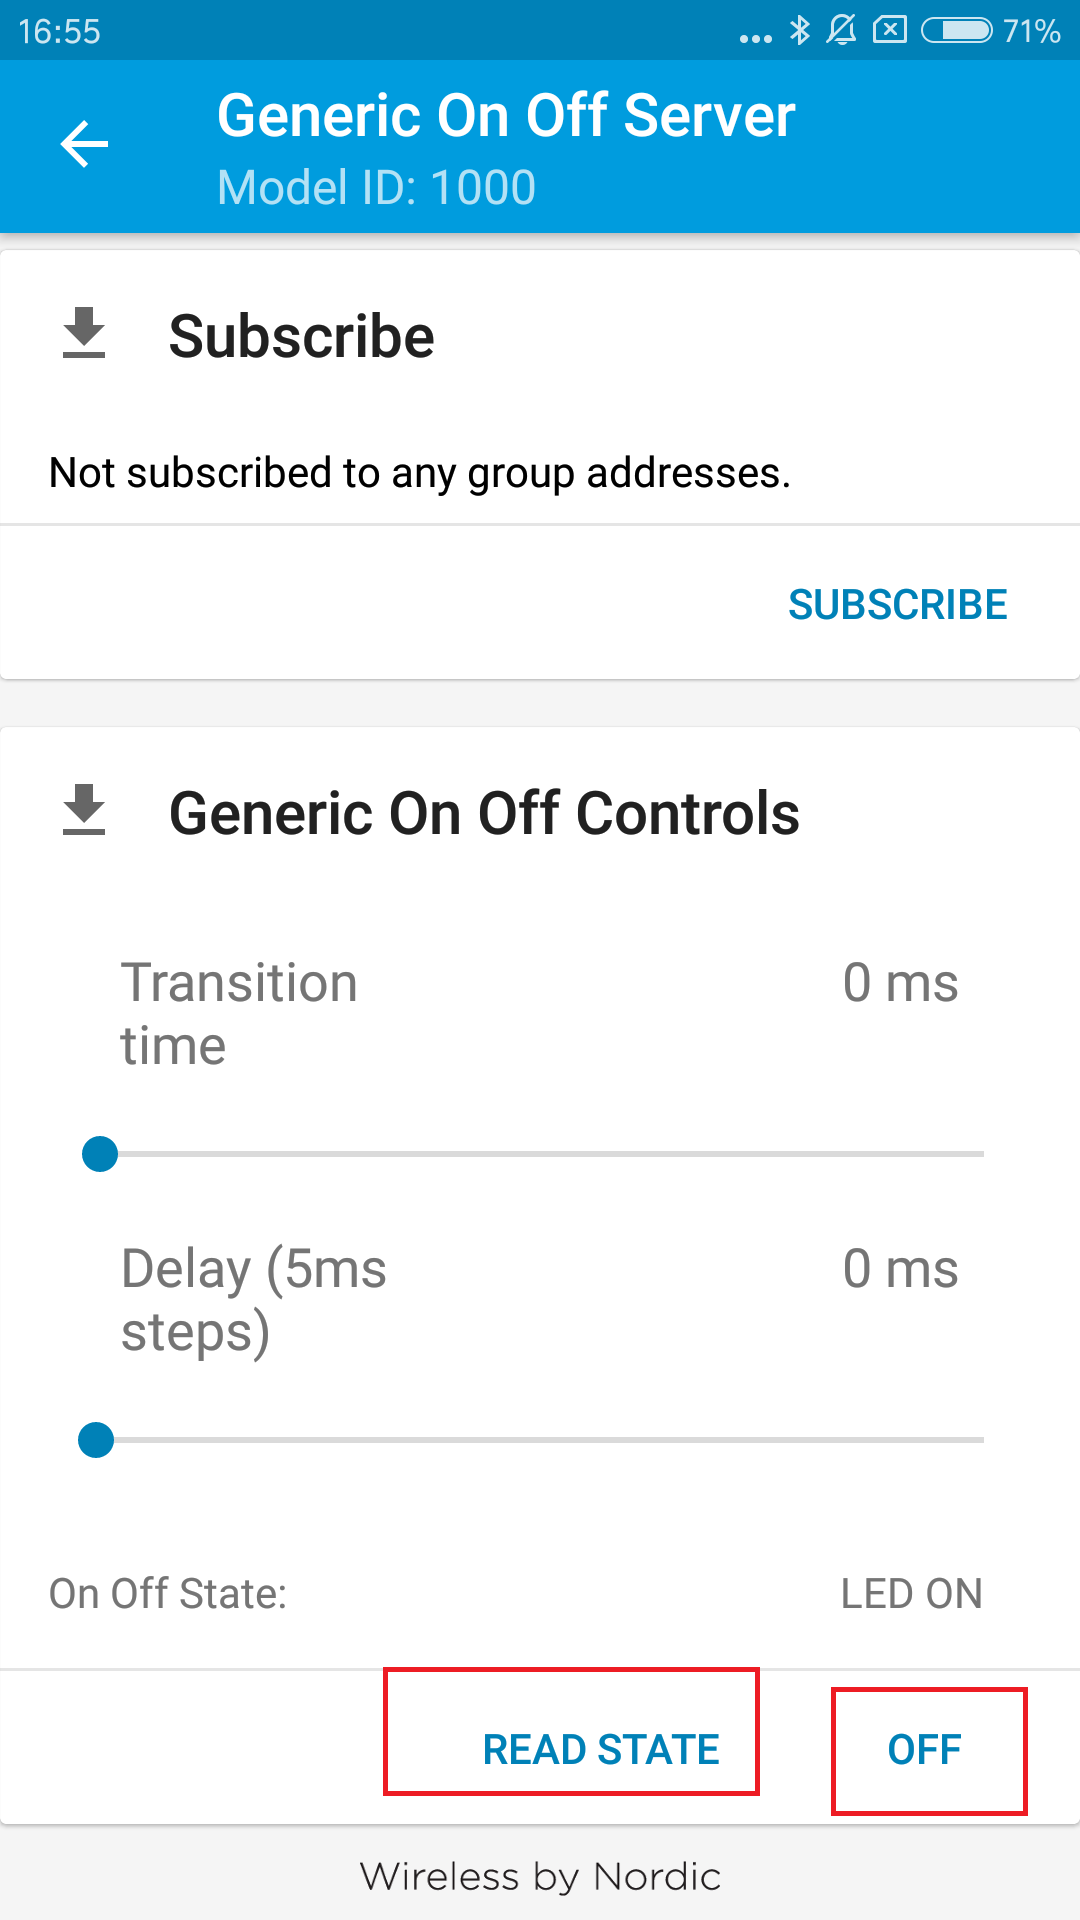 16:55
71%
Generic On Off Server
Model ID: 1000
Subscribe
Not subscribed to any group addresses.
SUBSCRIBE
Generic On Off Controls
Transition
time
0 ms
Delay (5ms
steps)
0 ms
On Off State:
LED ON
READ STATE
OFF
Wireless by Nordic